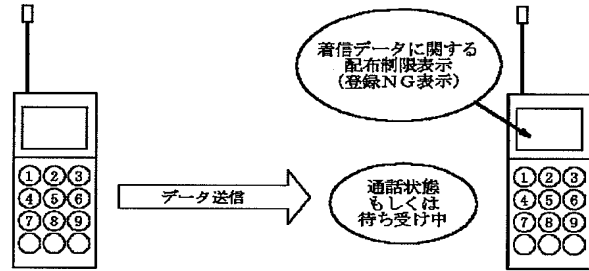 着信データに関する
配布制限表示
(登録NG表示)
①②③
④⑤⑥
⑦⑧⑨
データ送信
通話状態
もしくは
待ち受け中
①②③
④⑤⑥
⑦⑧⑨